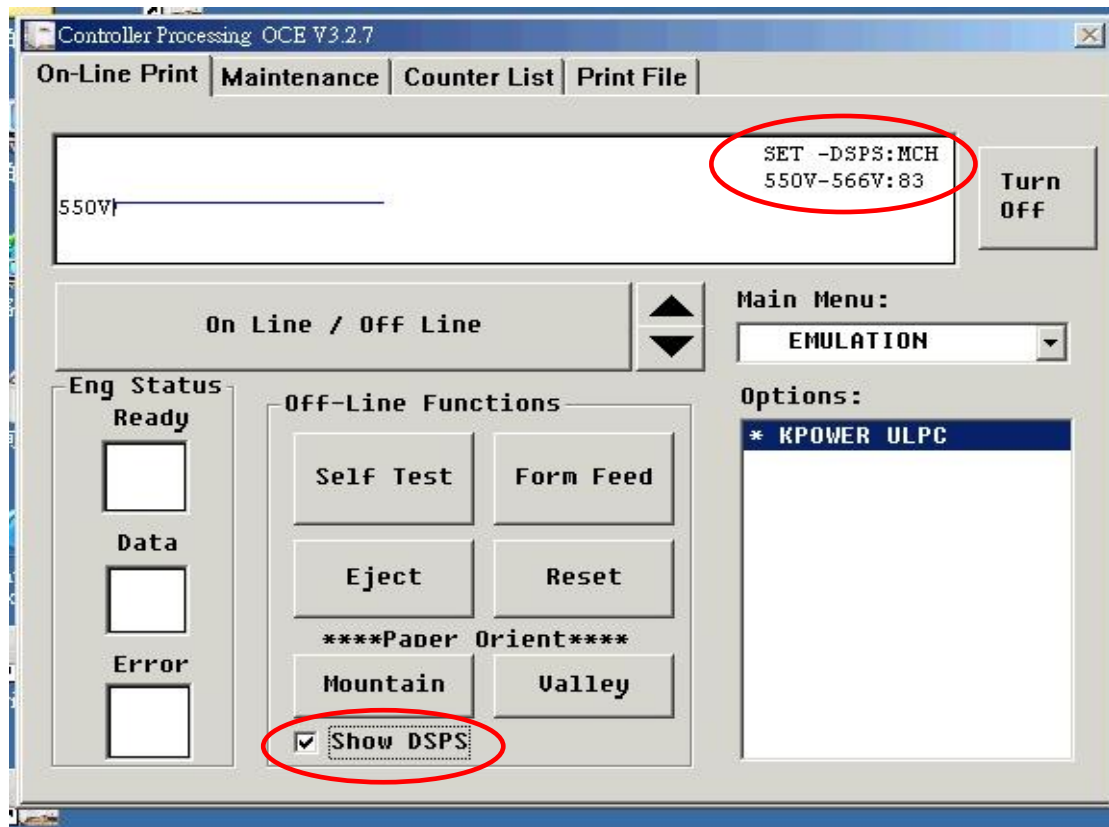 Controller Processing OCE V3.2.7
On-Line Print Maintenance Counter List Print File
SET -DSPS:MCH
550V-566V:83
550V
Turn
Off
On Line / Off Line
Main Menu:
EMULATION
Eng Status
Ready
Data
Error
Off-Line Functions
Self Test Form Feed
Eject Reset
****Paper Orient****
Mountain Valley
Show DSPS
Options:
* KPOWER ULPC